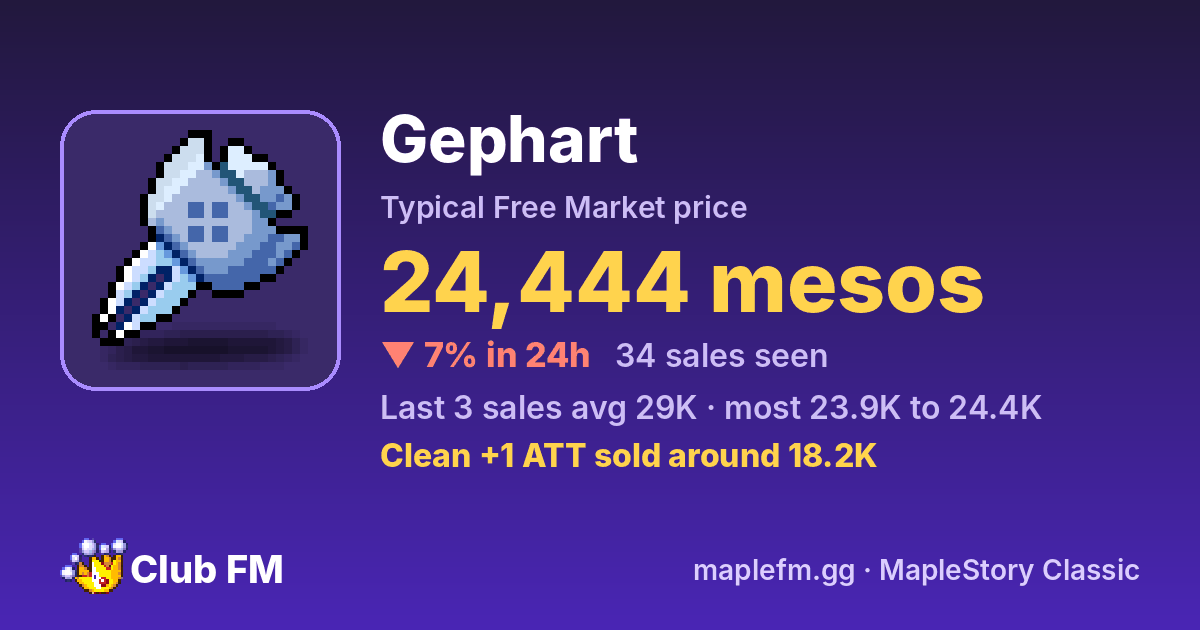 Gephart
Typical Free Market price
24,444 mesos
▼ 7% in 24h 34 sales seen
Last 3 sales avg 29K · most 23.9K to 24.4K
Clean +1 ATT sold around 18.2K
Club FM
maplefm.gg · MapleStory Classic